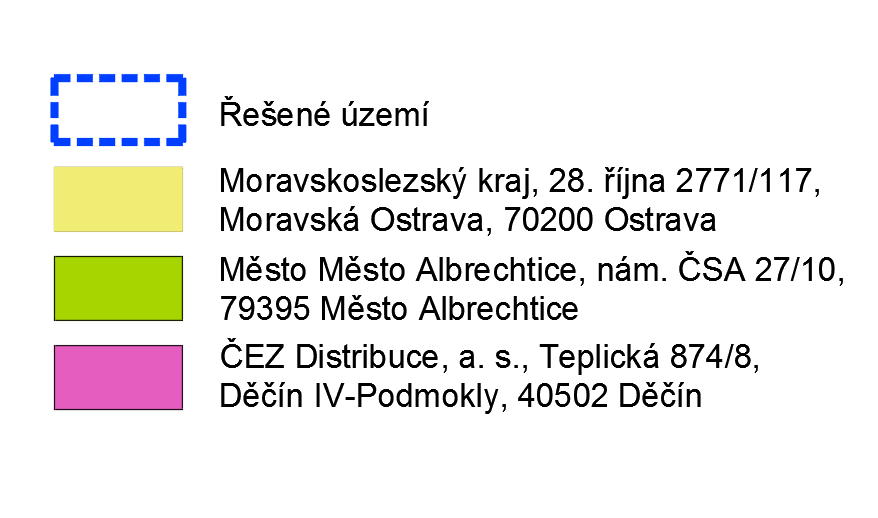 Řešené území
Moravskoslezský kraj, 28. října 2771/117,
Moravská Ostrava, 70200 Ostrava
Město Město Albrechtice, nám. ČSA 27/10,
79395 Město Albrechtice
ČEZ Distribuce, a. s., Teplická 874/8,
Děčín IV-Podmokly, 40502 Děčín